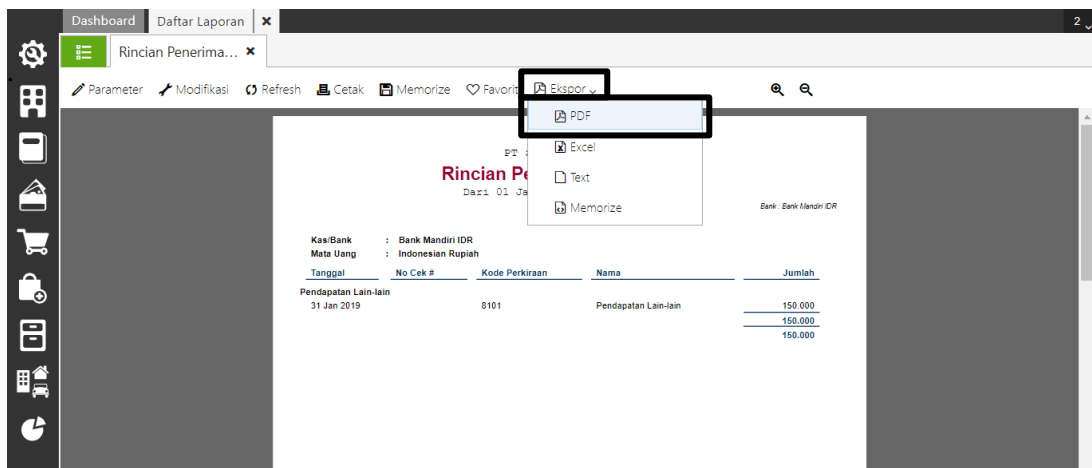 Dashboard Daftar Laporan × 2
Rincian Penerima... ×
Parameter Modifikasi Refresh Cetak Memorize Favorit Ekspor
PDF
Excel
Text
Memorize
PT
Rincian
Dari 01
Bank : Bank Mandiri IDR
Kas/Bank : Bank Mandiri IDR
Mata Uang : Indonesian Rupiah
Tanggal No Cek # Kode Perkiraan Nama Jumlah
Pendapatan Lain-lain
31 Jan 2019 8101 Pendapatan Lain-lain 150.000
150.000
150.000